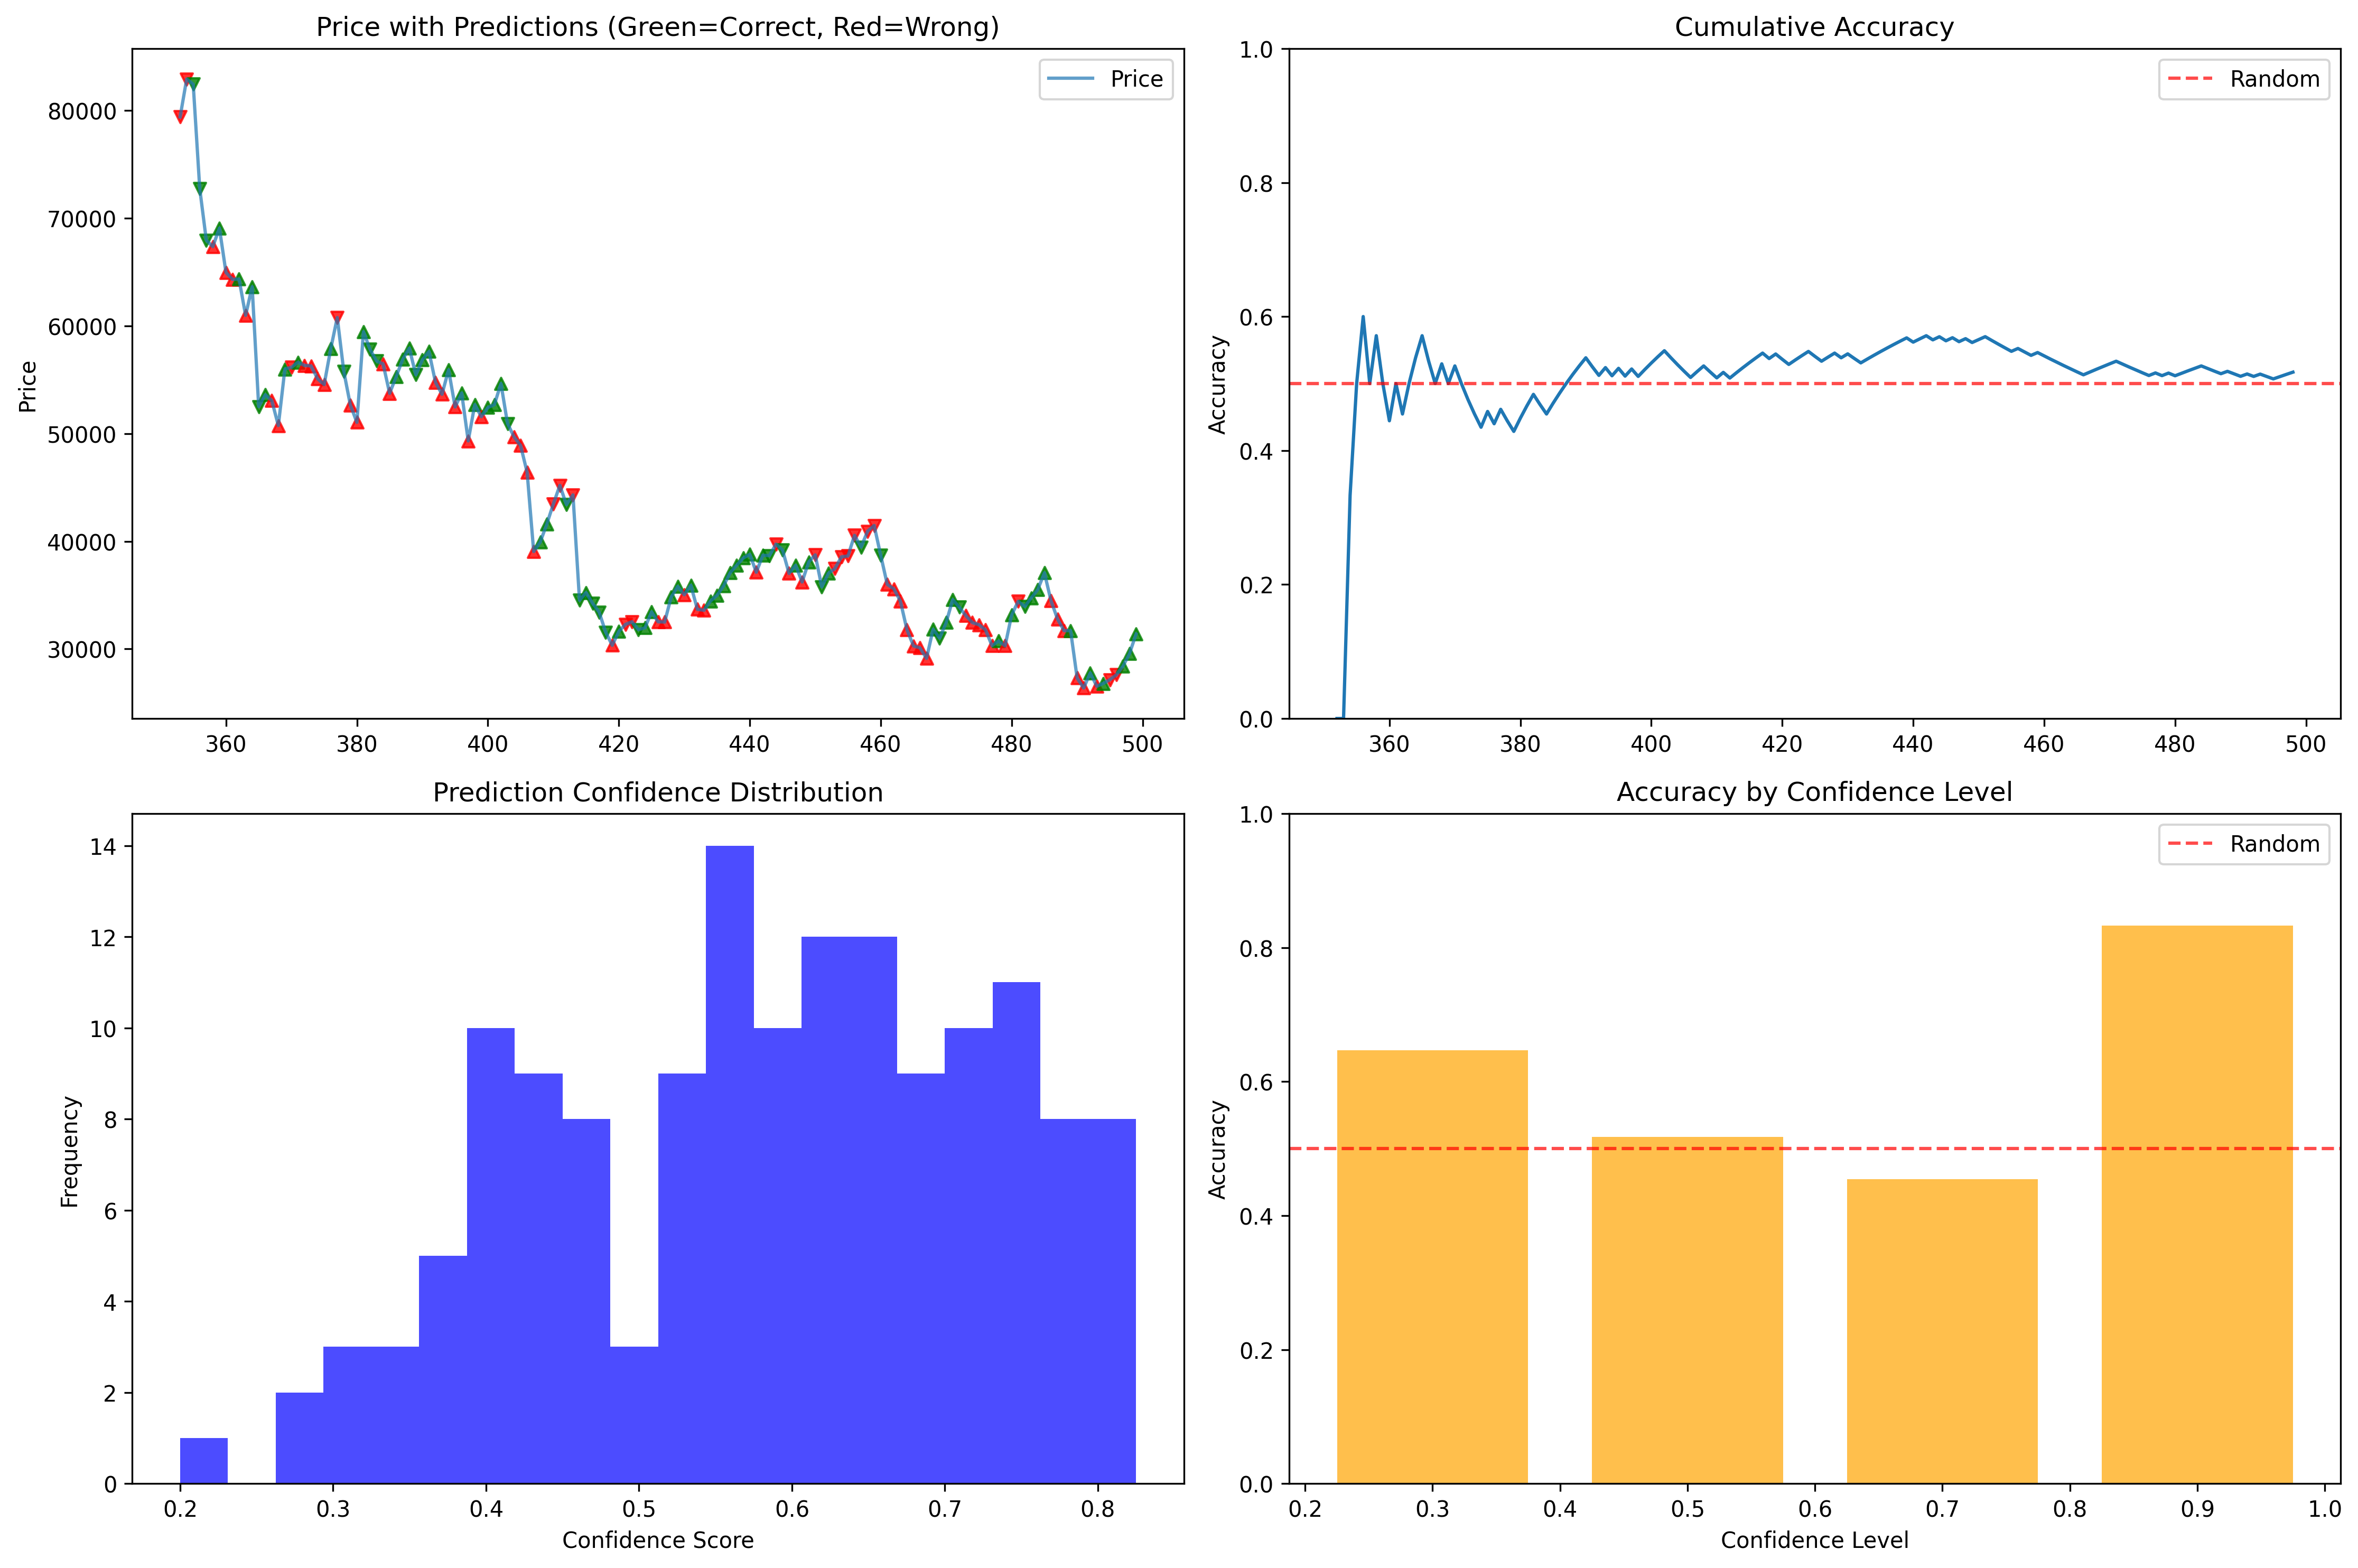 Price with Predictions (Green=Correct, Red=Wrong)
Price
Price
80000
70000
60000
50000
40000
30000
360 380 400 420 440 460 480 500
Cumulative Accuracy
Random
Accuracy
1.0
0.8
0.6
0.4
0.2
0.0
360 380 400 420 440 460 480 500
Prediction Confidence Distribution
Frequency
14
12
10
8
6
4
2
0
0.2 0.3 0.4 0.5 0.6 0.7 0.8
Confidence Score
Accuracy by Confidence Level
Random
Accuracy
1.0
0.8
0.6
0.4
0.2
0.0
0.2 0.3 0.4 0.5 0.6 0.7 0.8 0.9 1.0
Confidence Level